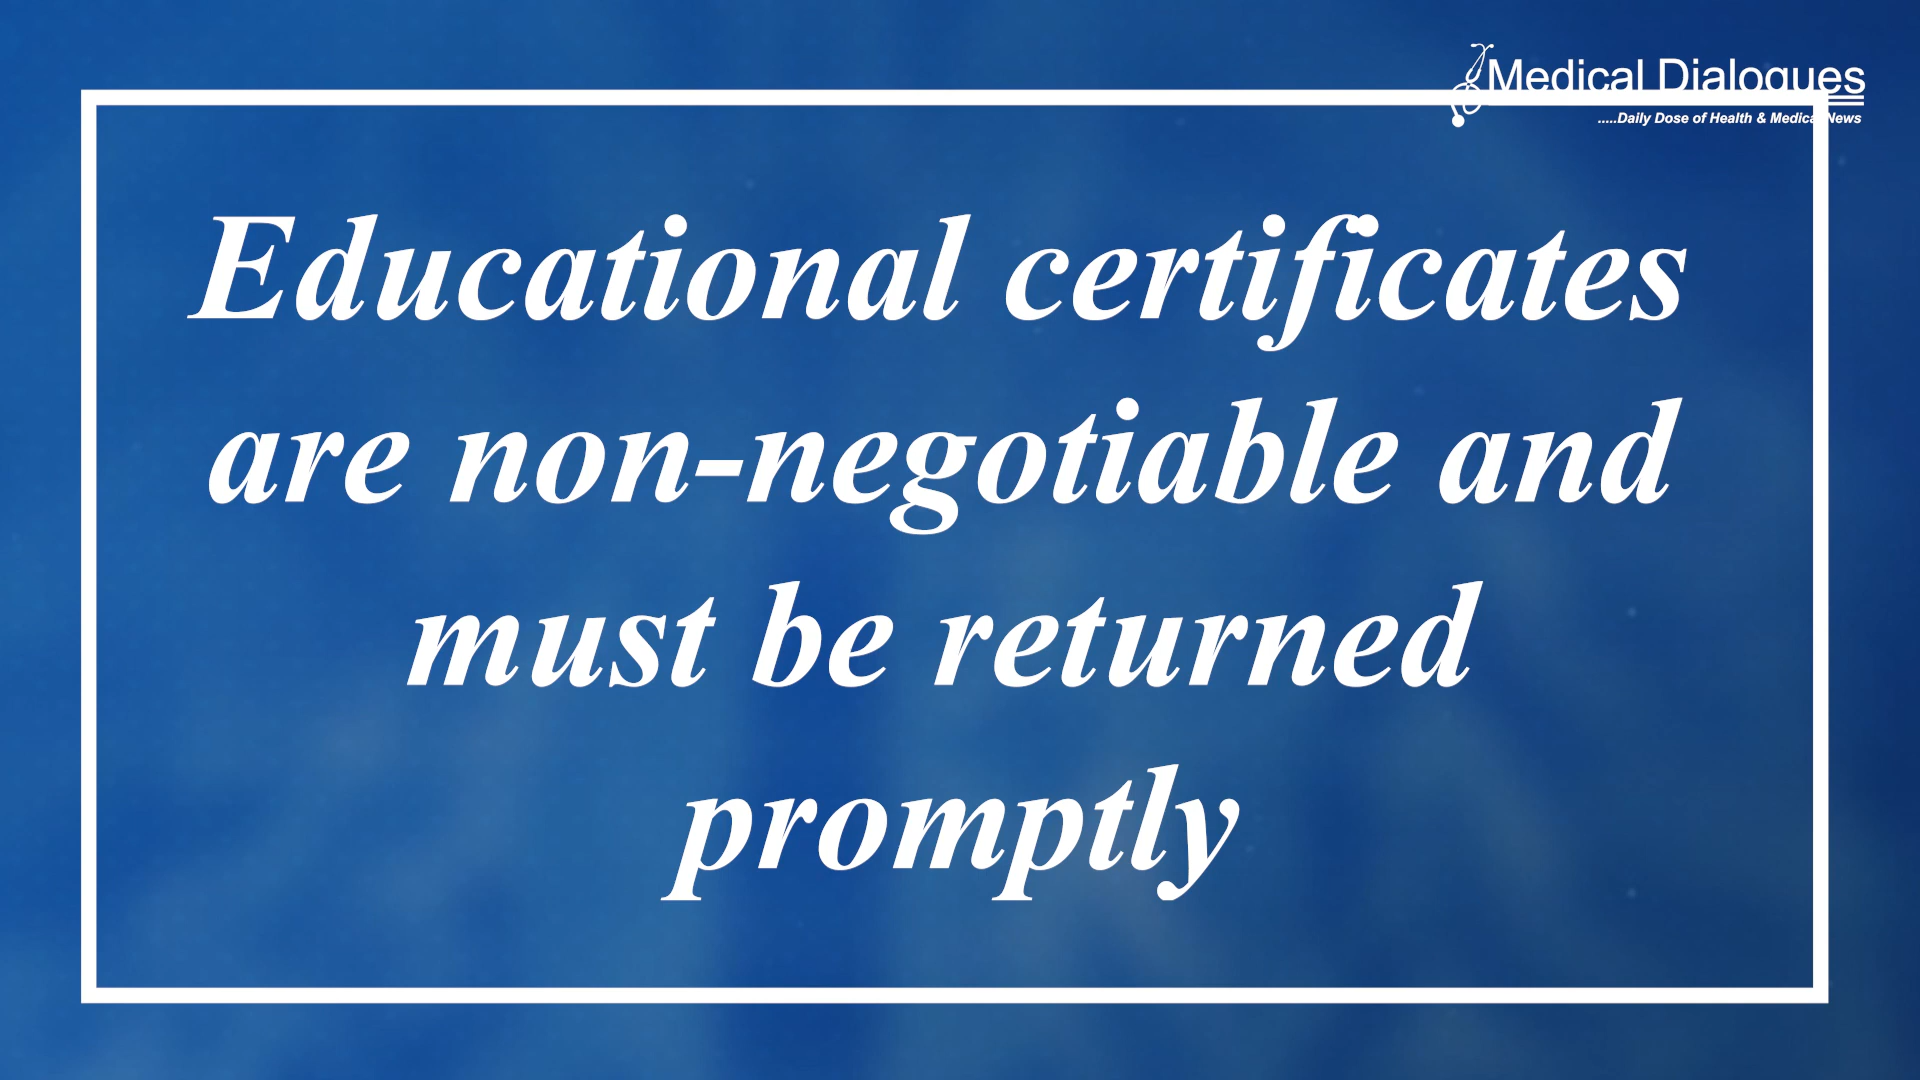 Medical Dialogues
.....Daily Dose of Health & Medical News
Educational certificates
are non-negotiable and
must be returned
promptly